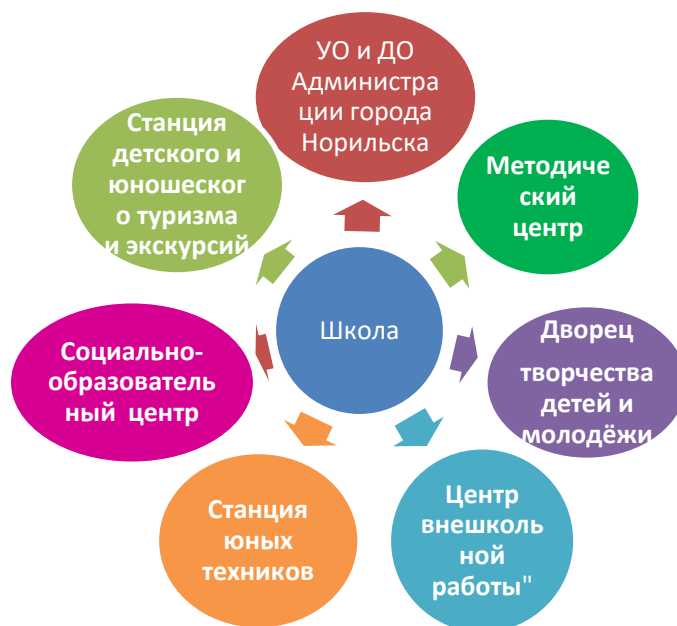 УО и ДО
Администра
ции города
Норильска
Методиче
ский
центр
Дворец
творчества
детей и
молодёжи
Центр
внешколь
ной
работы"
Станция
юных
техников
Социально-
образователь
ный центр
Станция
детского и
юношеског
о туризма
и экскурсий
Школа